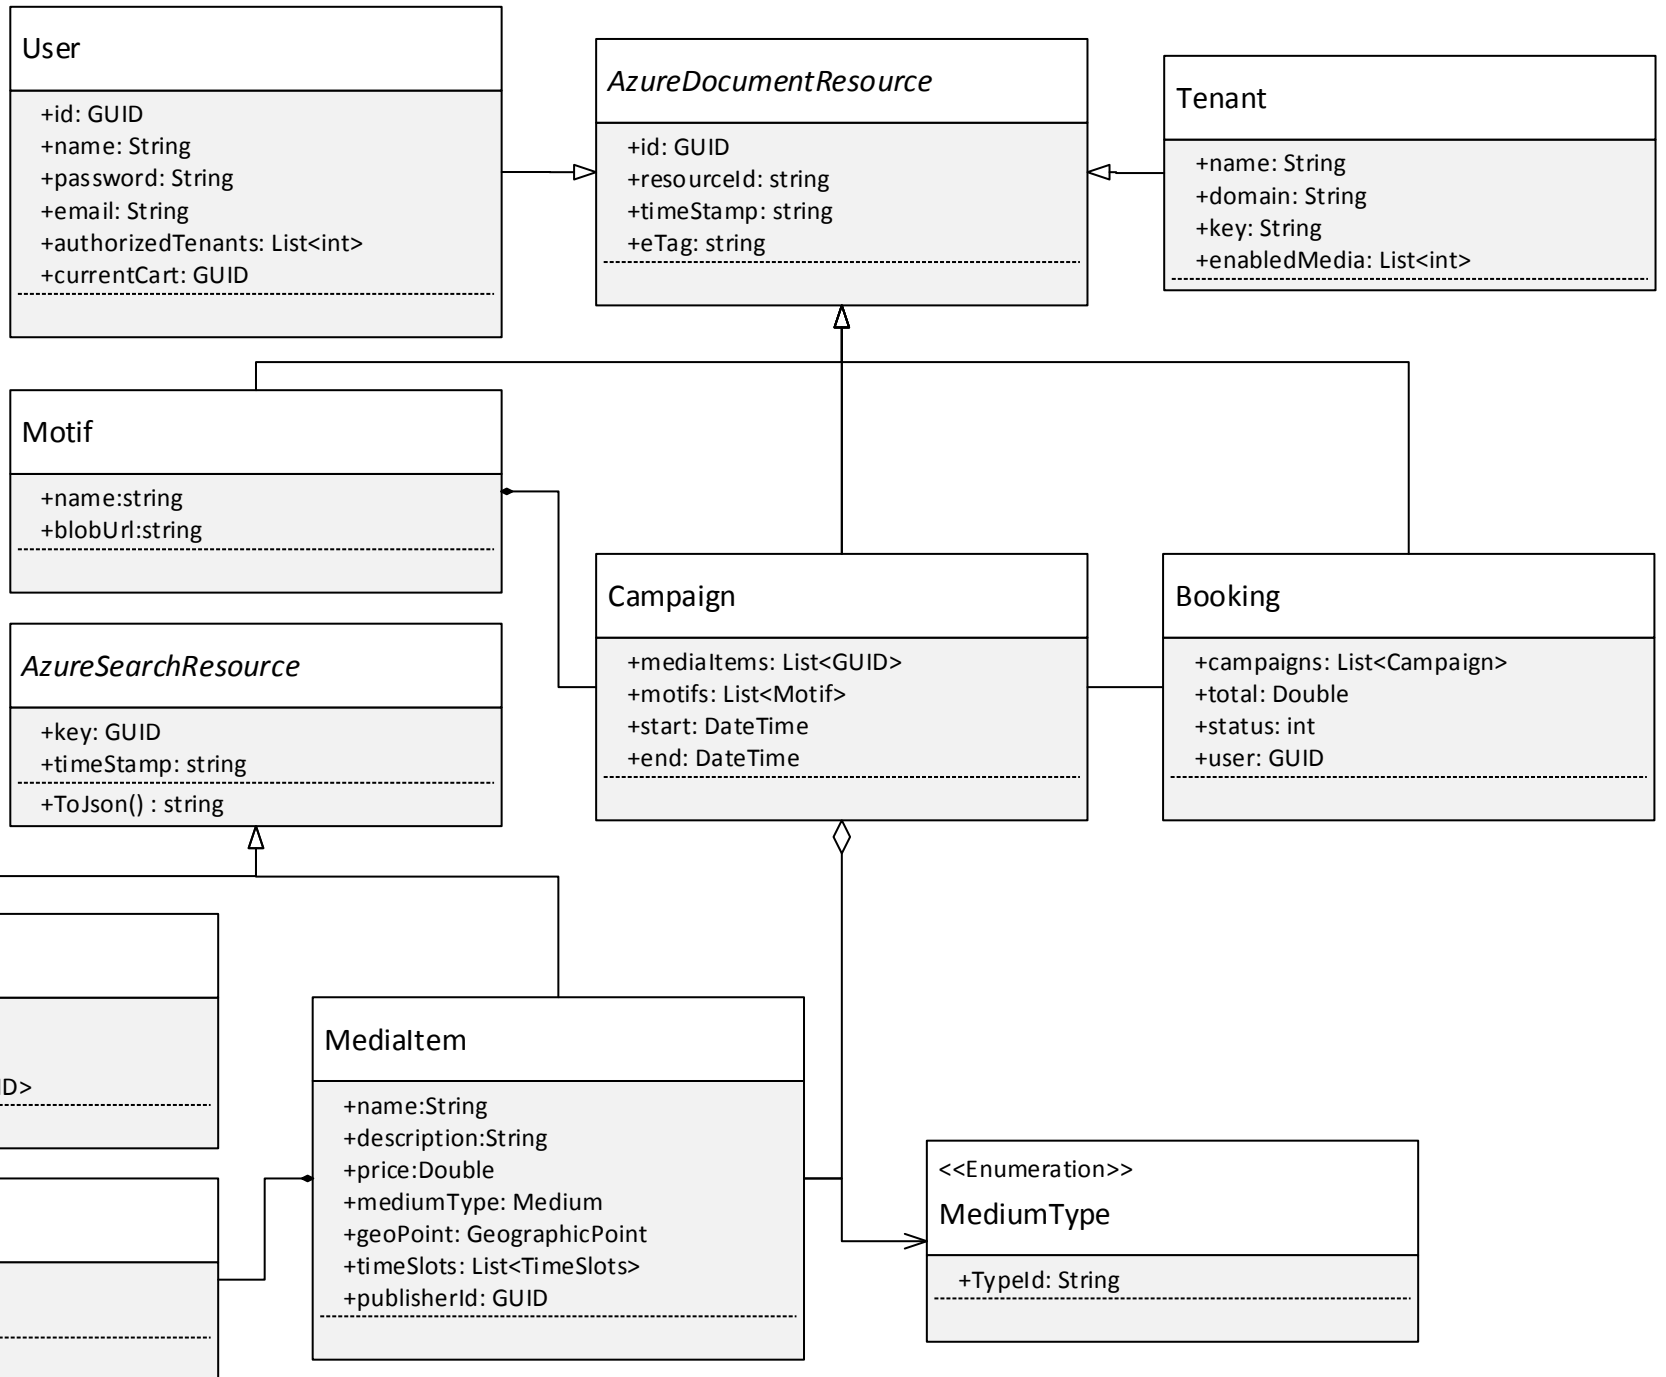 User
+id: GUID
+name: String
+password: String
+email: String
+authorizedTenants: List<int>
+currentCart: GUID
AzureDocumentResource
+id: GUID
+resourceId: string
+timeStamp: string
+eTag: string
Tenant
+name: String
+domain: String
+key: String
+enabledMedia: List<int>
Motif
+name:string
+blobUrl:string
AzureSearchResource
+key: GUID
+timeStamp: string
+ToJson() : string
Campaign
+mediaItems: List<GUID>
+motifs: List<Motif>
+start: DateTime
+end: DateTime
Booking
+campaigns: List<Campaign>
+total: Double
+status: int
+user: GUID
ID>
MediaItem
+name:String
+description:String
+price:Double
+mediumType: Medium
+geoPoint: GeographicPoint
+timeSlots: List<TimeSlots>
+publisherId: GUID
<<Enumeration>>
MediumType
+TypeId: String